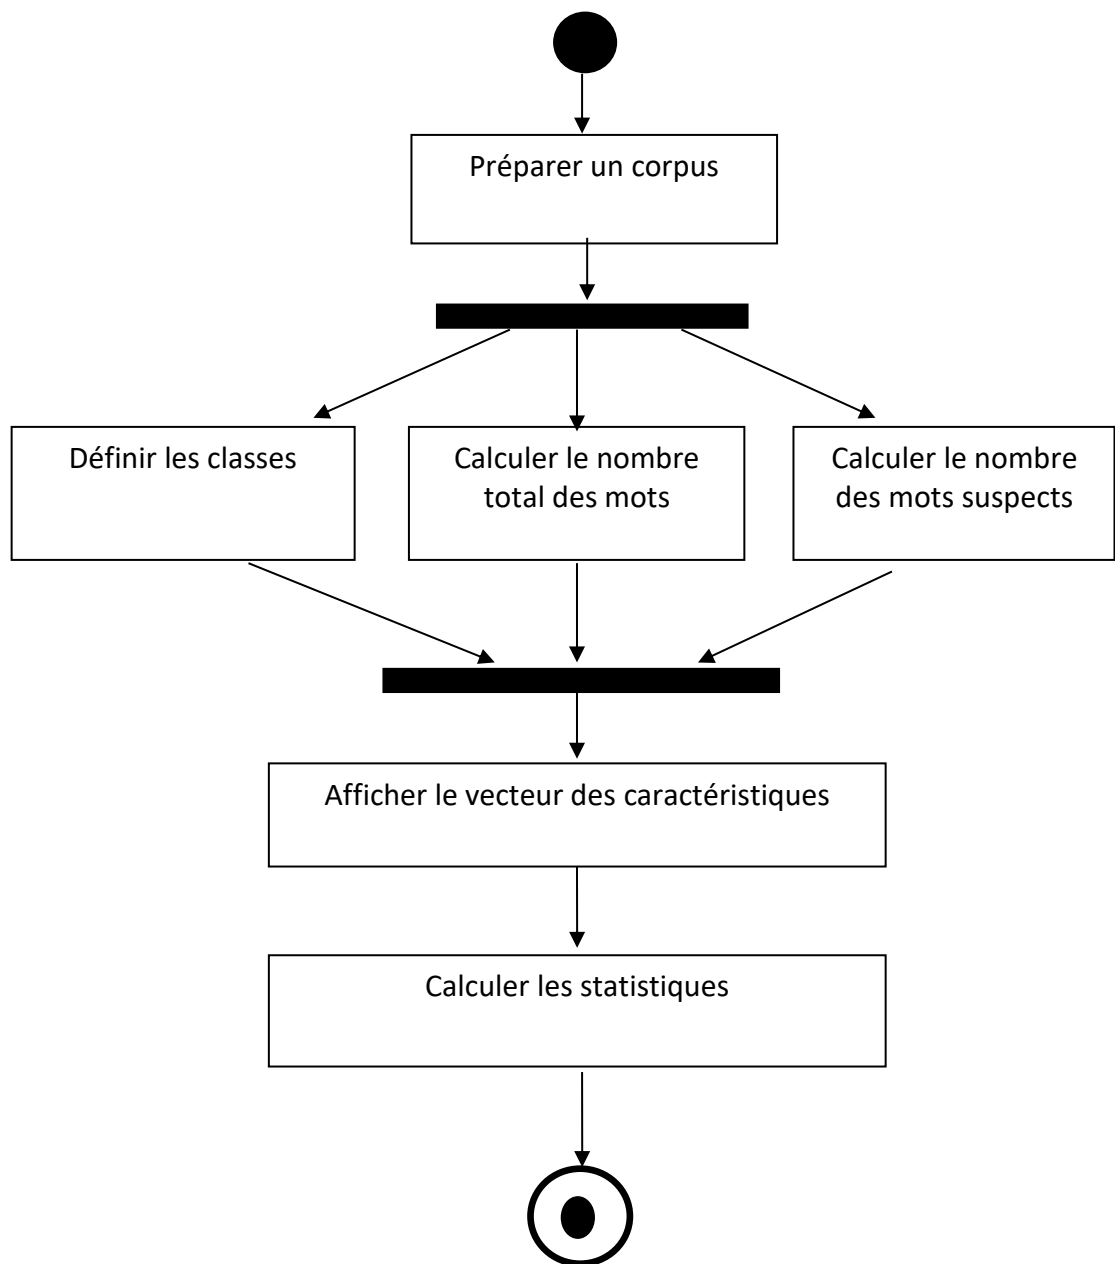 Préparer un corpus
Définir les classes
Calculer le nombre
total des mots
Calculer le nombre
des mots suspects
Afficher le vecteur des caractéristiques
Calculer les statistiques